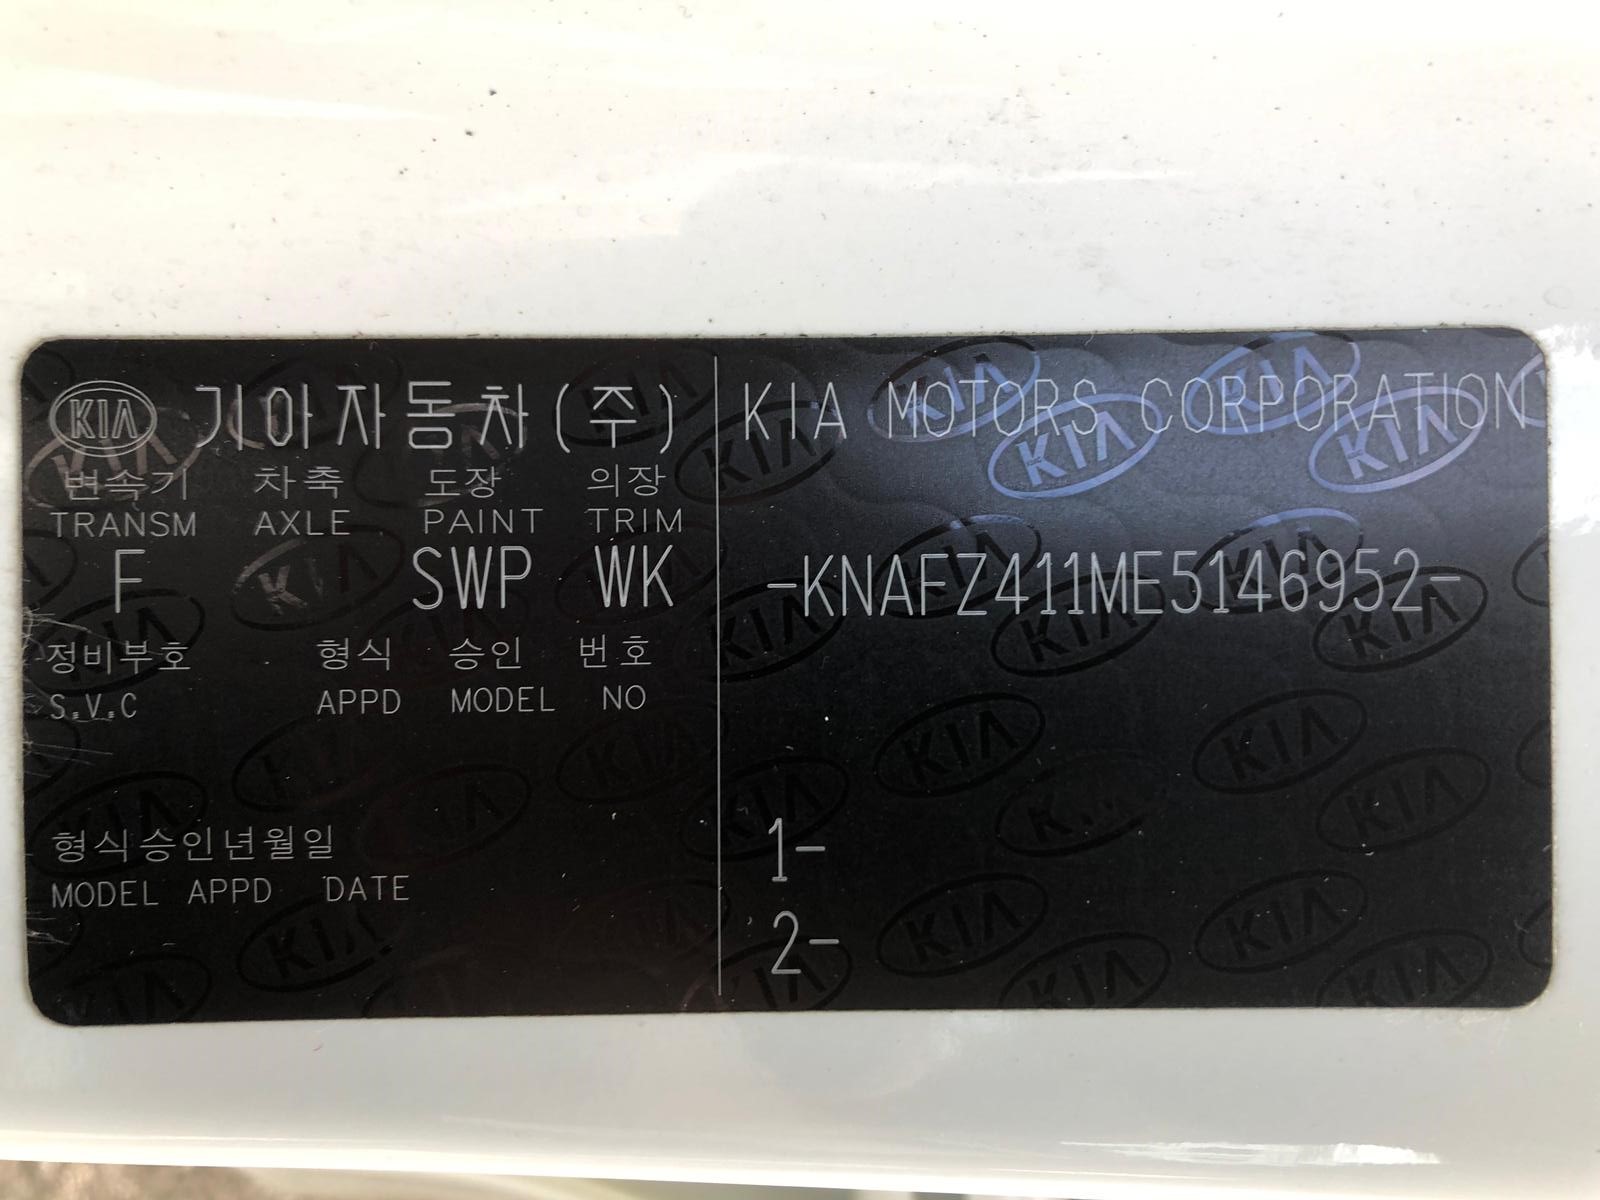 KIA 기아자동차(주)
변속기 차축 도장 의장
TRANSM AXLE PAINT TRIM
F SWP WK
정비부호 형식 승인 번호
S.V.C APPD MODEL NO
형식승인년월일
MODEL APPD DATE
KIA MOTORS CORPORATION
-KNAFZ411ME5146952-
1-
2-